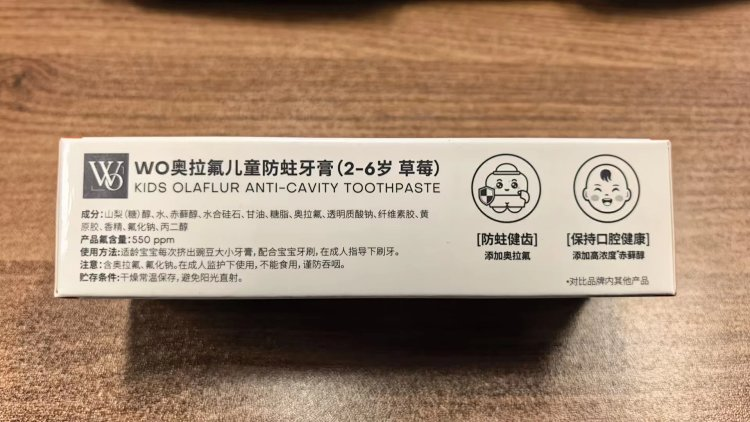 WO
WO奥拉氟儿童防蛀牙膏(2-6岁 草莓)
KIDS OLAFLUR ANTI-CAVITY TOOTHPASTE
成分:山梨(糖)醇、水、赤藓醇、水合硅石、甘油、糖脂、奥拉氟、透明质酸钠、纤维素胶、黄
原胶、香精、氟化钠、丙二醇
产品氟含量:550 ppm
使用方法:适龄宝宝每次挤出豌豆大小牙膏,配合宝宝牙刷,在成人指导下刷牙。
注意:含奥拉氟、氟化钠。在成人监护下使用,不能食用,谨防吞咽。
贮存条件:干燥常温保存,避免阳光直射。
[防蛀健齿]
添加奥拉氟
[保持口腔健康]
添加高浓度*赤藓醇
*对比品牌内其他产品